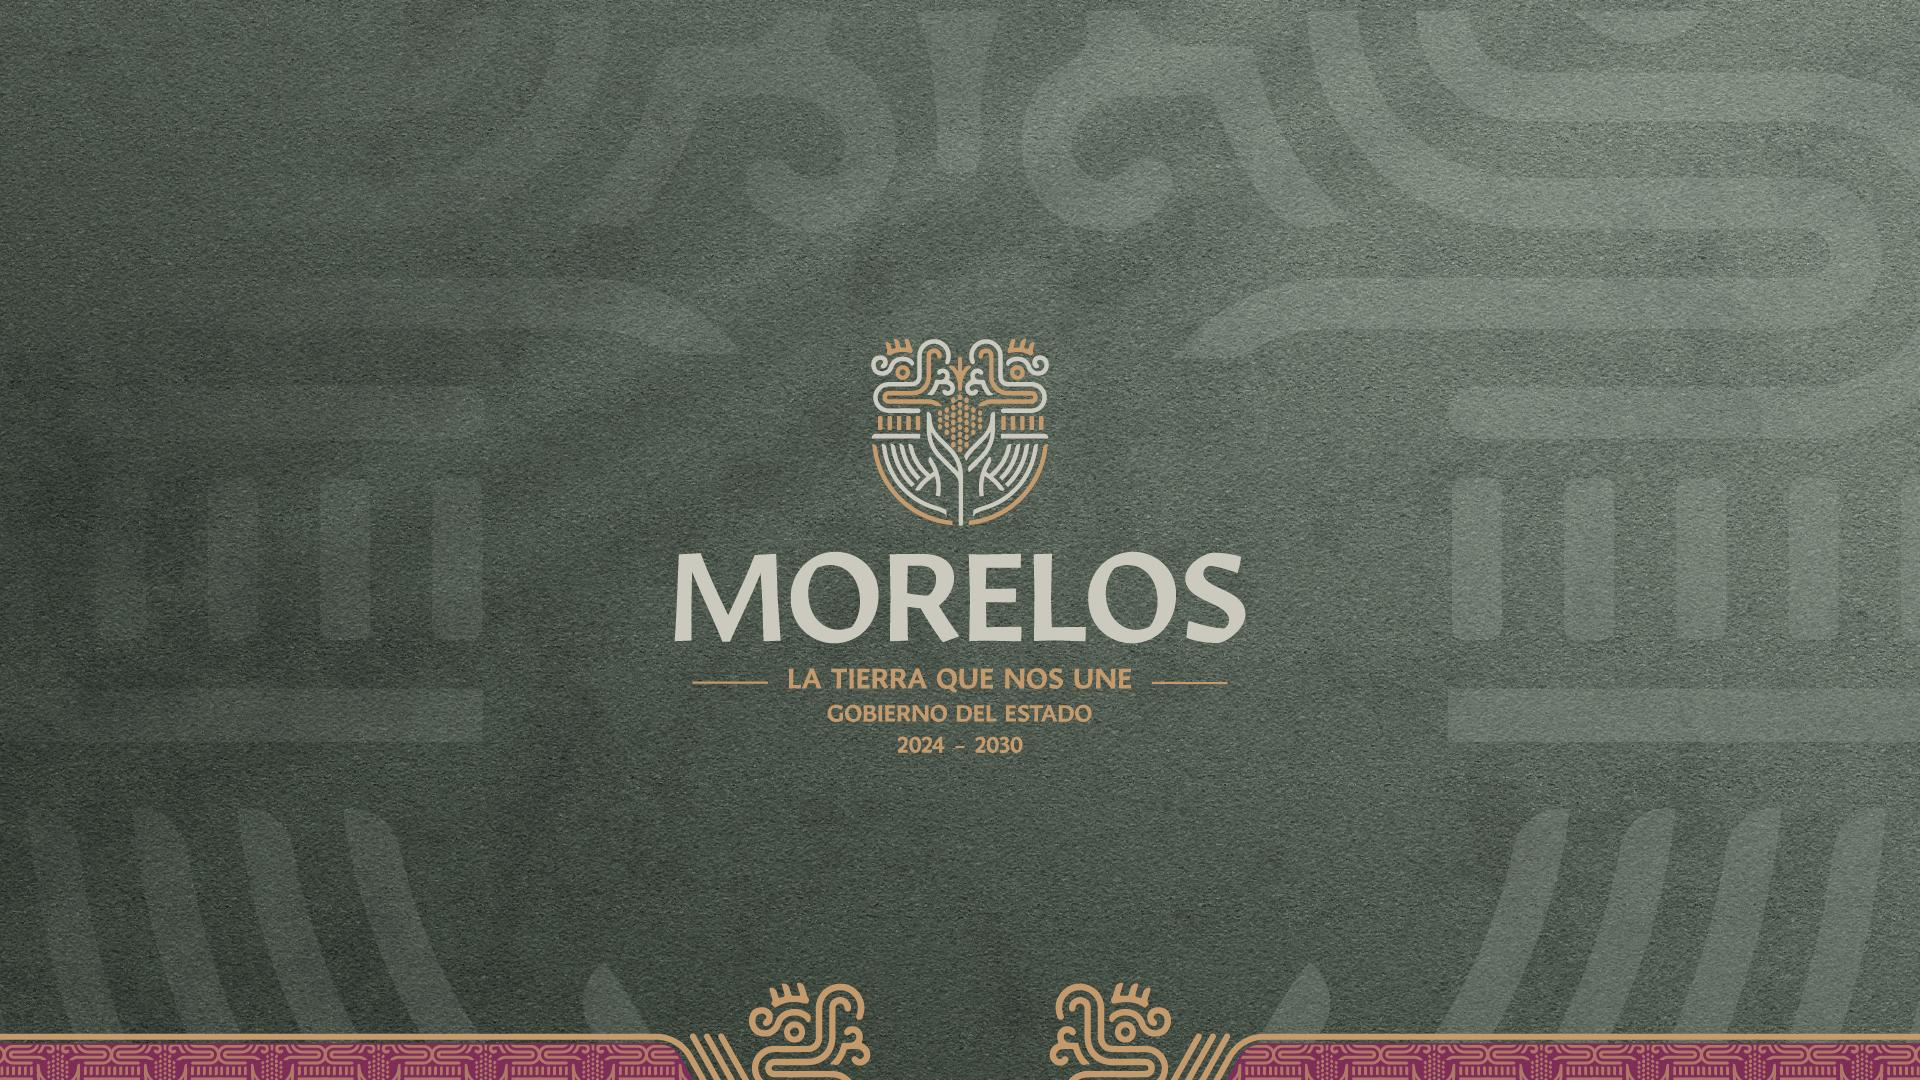 MORELOS
LA TIERRA QUE NOS UNE
GOBIERNO DEL ESTADO
2024 – 2030